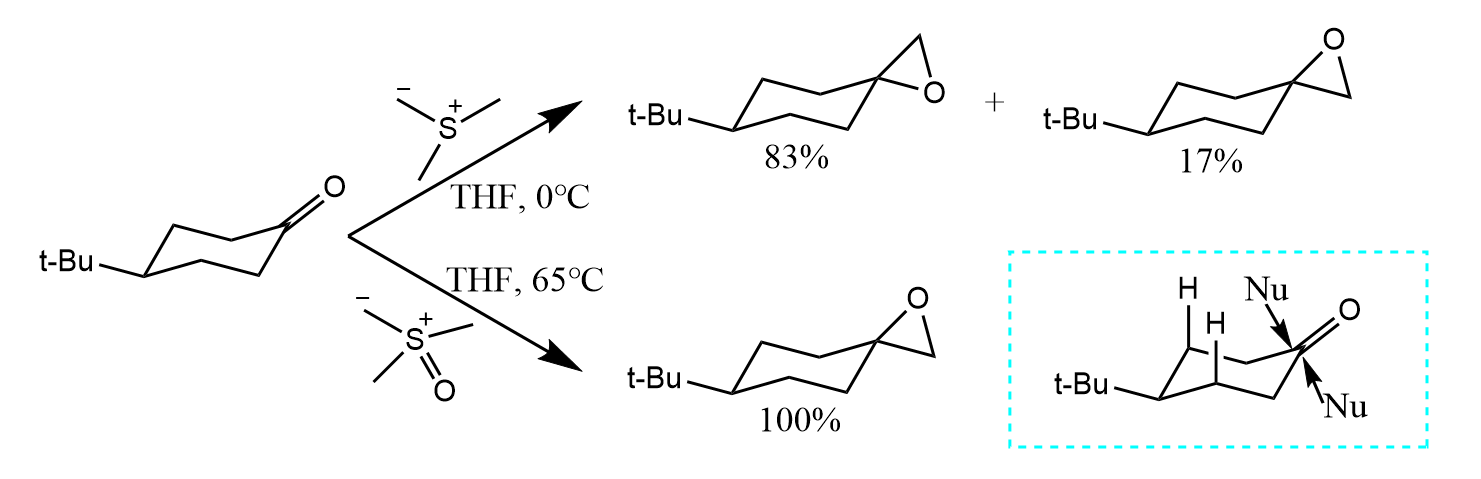 O
t-Bu
−
+
S
THF, 0°C
O
t-Bu
83%
+
O
t-Bu
17%
THF, 65°C
−
+
S
O
O
t-Bu
100%
H
H
Nu
O
t-Bu
Nu